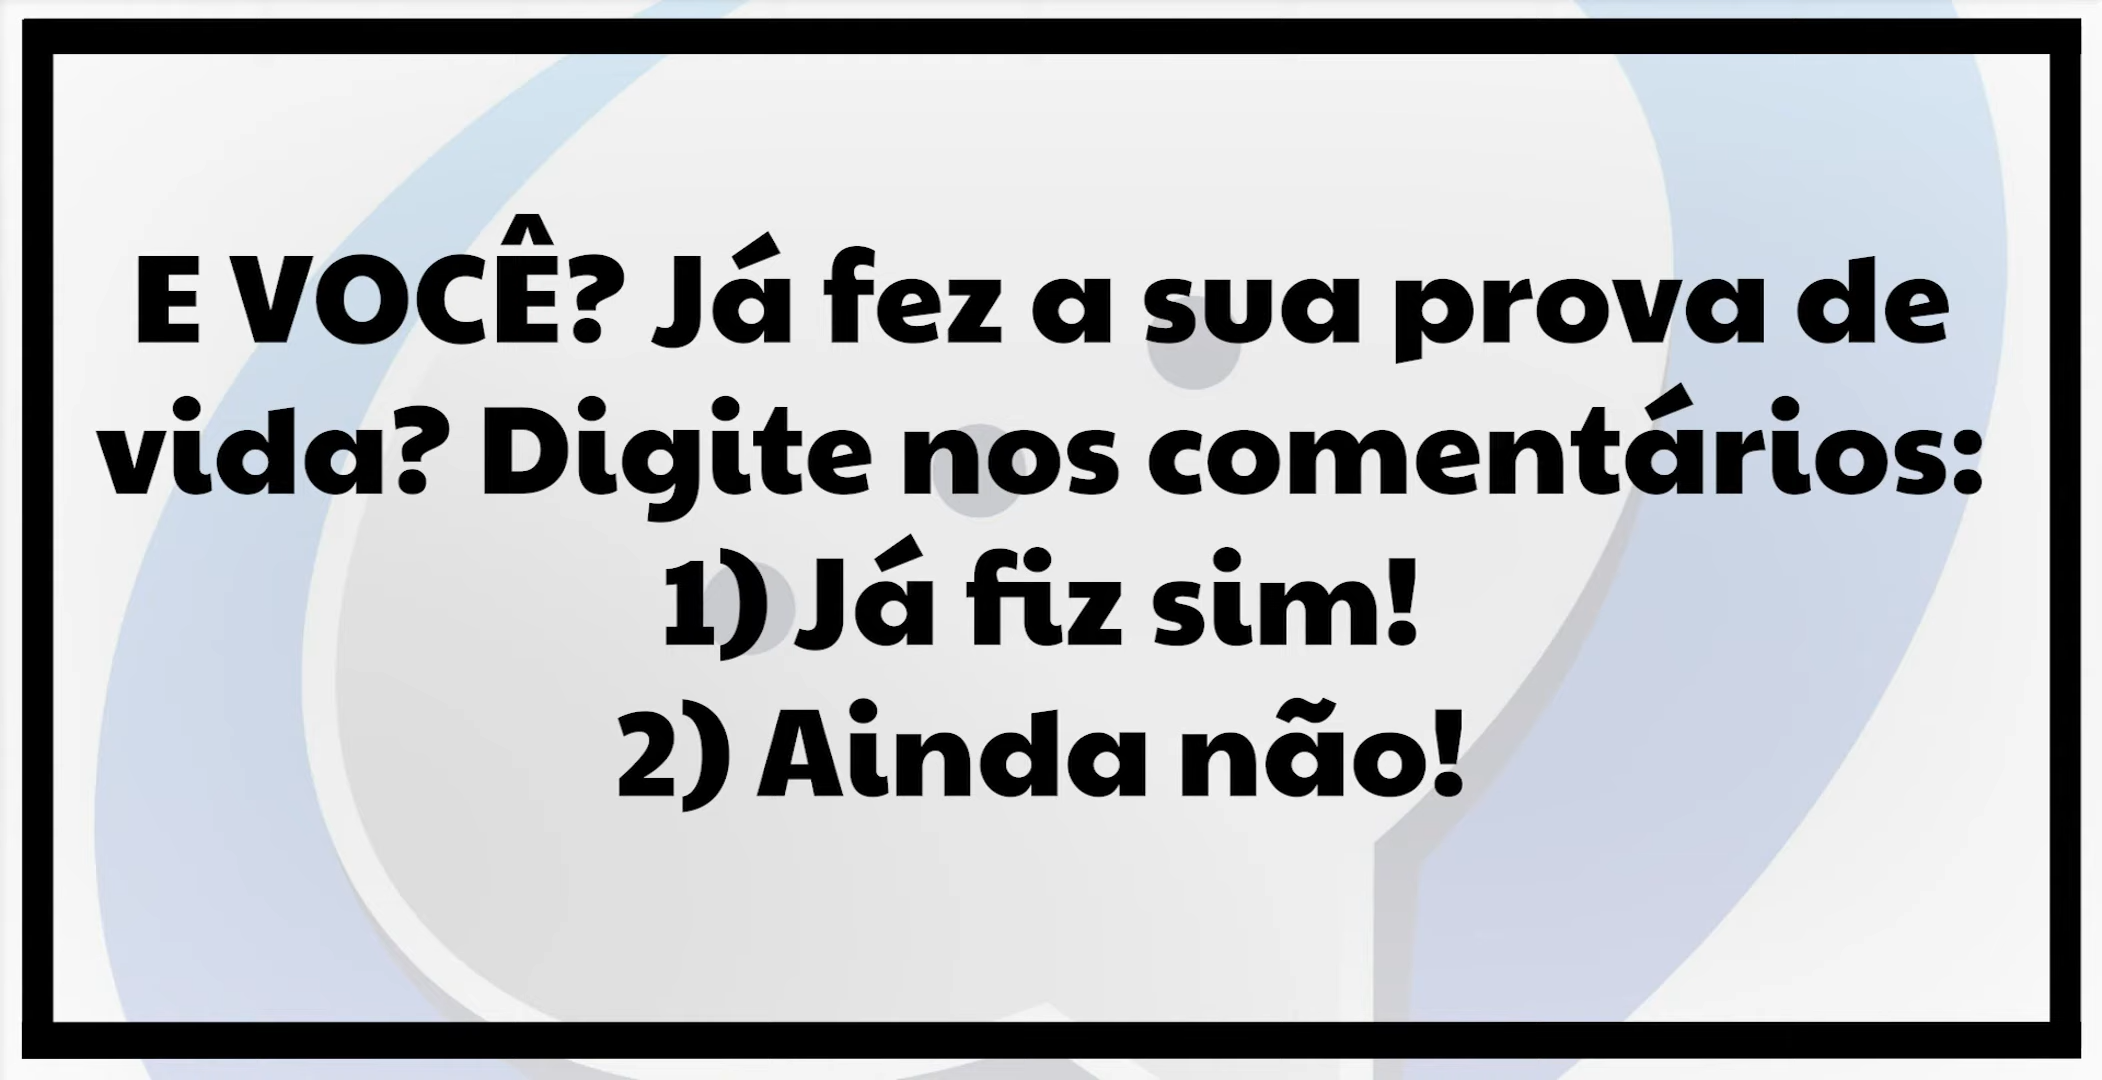 E VOCÊ? Já fez a sua prova de
vida? Digite nos comentários:
1) Já fiz sim!
2) Ainda não!